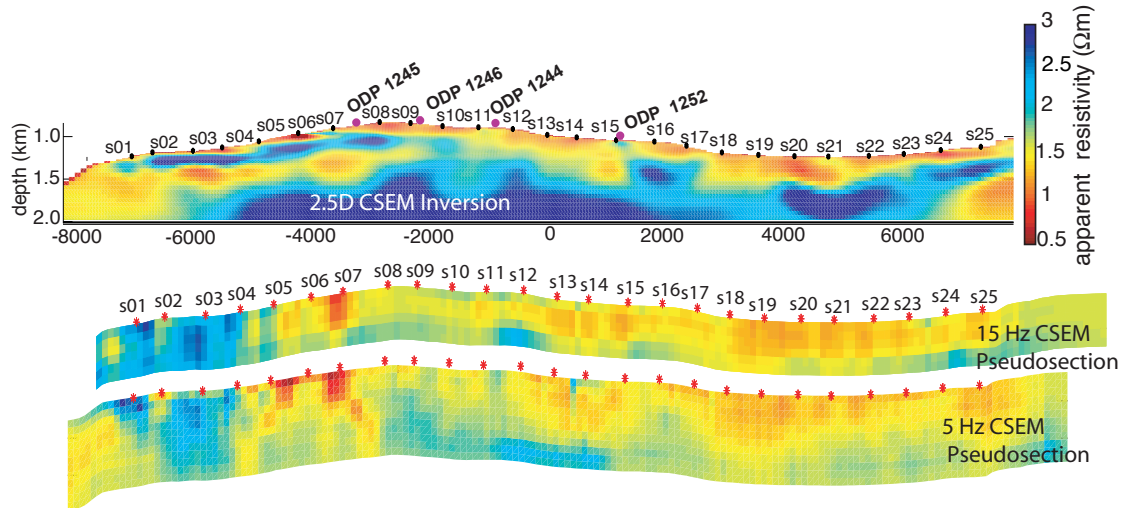 3
2.5
2
1.5
1
0.5
apparent resistivity (Ωm)
ODP 1245
ODP 1246
ODP 1244
ODP 1252
s01 s02 s03 s04 s05 s06 s07 s08 s09 s10 s11 s12 s13 s14 s15 s16 s17 s18 s19 s20 s21 s22 s23 s24 s25
depth (km)
1.0
1.5
2.0
2.5D CSEM Inversion
-8000 -6000 -4000 -2000 0 2000 4000 6000
s01 s02 s03 s04 s05 s06 s07 s08 s09 s10 s11 s12 s13 s14 s15 s16 s17 s18 s19 s20 s21 s22 s23 s24 s25
15 Hz CSEM
Pseudosection
5 Hz CSEM
Pseudosection